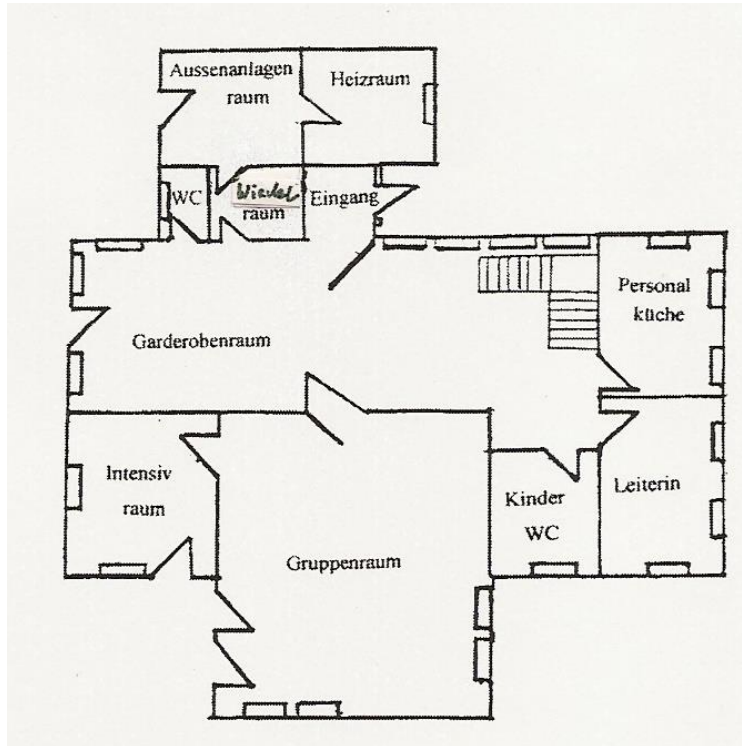 Aussenanlagen
raum
Heizraum
WC
Wickel
raum
Eingang
Personal
küche
Garderobenraum
Intensiv
raum
Kinder
WC
Leiterin
Gruppenraum